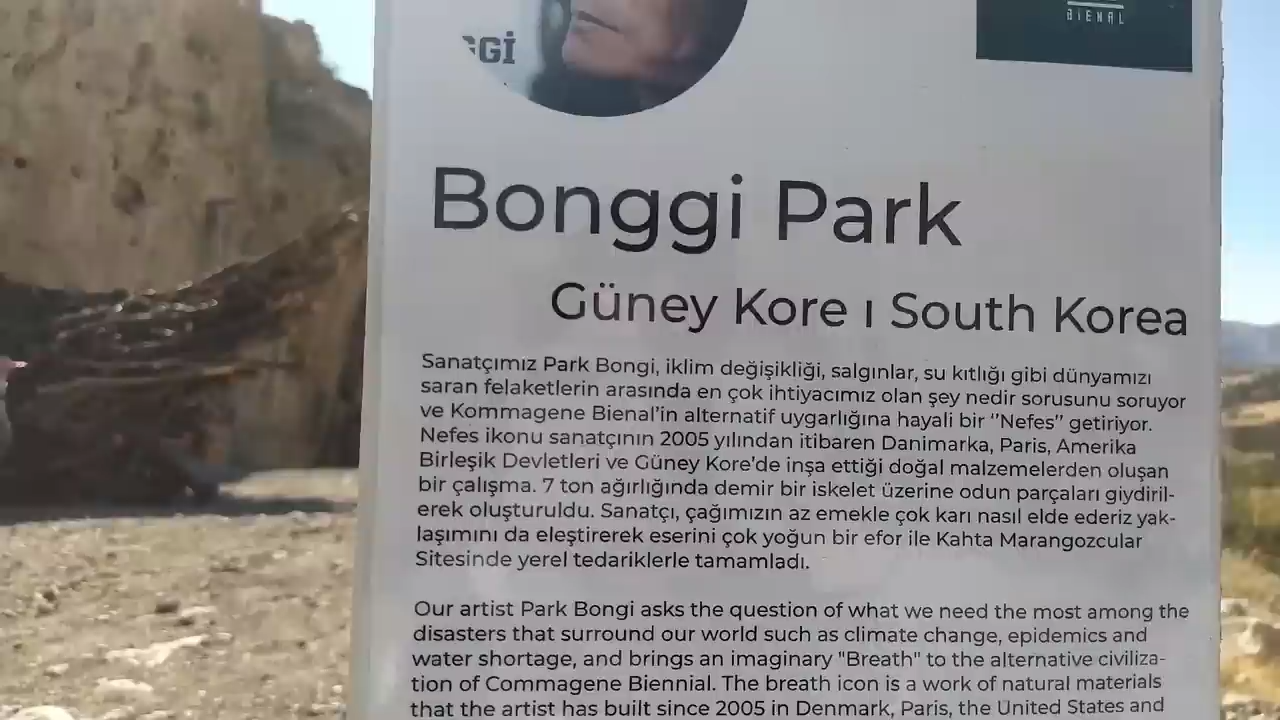 GGİ
BİENAL
Bonggi Park
Güney Kore ı South Korea
Sanatçımız Park Bongi, iklim değişikliği, salgınlar, su kıtlığı gibi dünyamızı
saran felaketlerin arasında en çok ihtiyacımız olan şey nedir sorusunu soruyor
ve Kommagene Bienal’in alternatif uygarlığına hayali bir ‘’Nefes’’ getiriyor.
Nefes ikonu sanatçının 2005 yılından itibaren Danimarka, Paris, Amerika
Birleşik Devletleri ve Güney Kore’de inşa ettiği doğal malzemelerden oluşan
bir çalışma. 7 ton ağırlığında demir bir iskelet üzerine odun parçaları giydiril-
erek oluşturuldu. Sanatçı, çağımızın az emekle çok karı nasıl elde ederiz yak-
laşımını da eleştirerek eserini çok yoğun bir efor ile Kahta Marangozcular
Sitesinde yerel tedariklerle tamamladı.
Our artist Park Bongi asks the question of what we need the most among the
disasters that surround our world such as climate change, epidemics and
water shortage, and brings an imaginary "Breath" to the alternative civiliza-
tion of Commagene Biennial. The breath icon is a work of natural materials
that the artist has built since 2005 in Denmark, Paris, the United States and